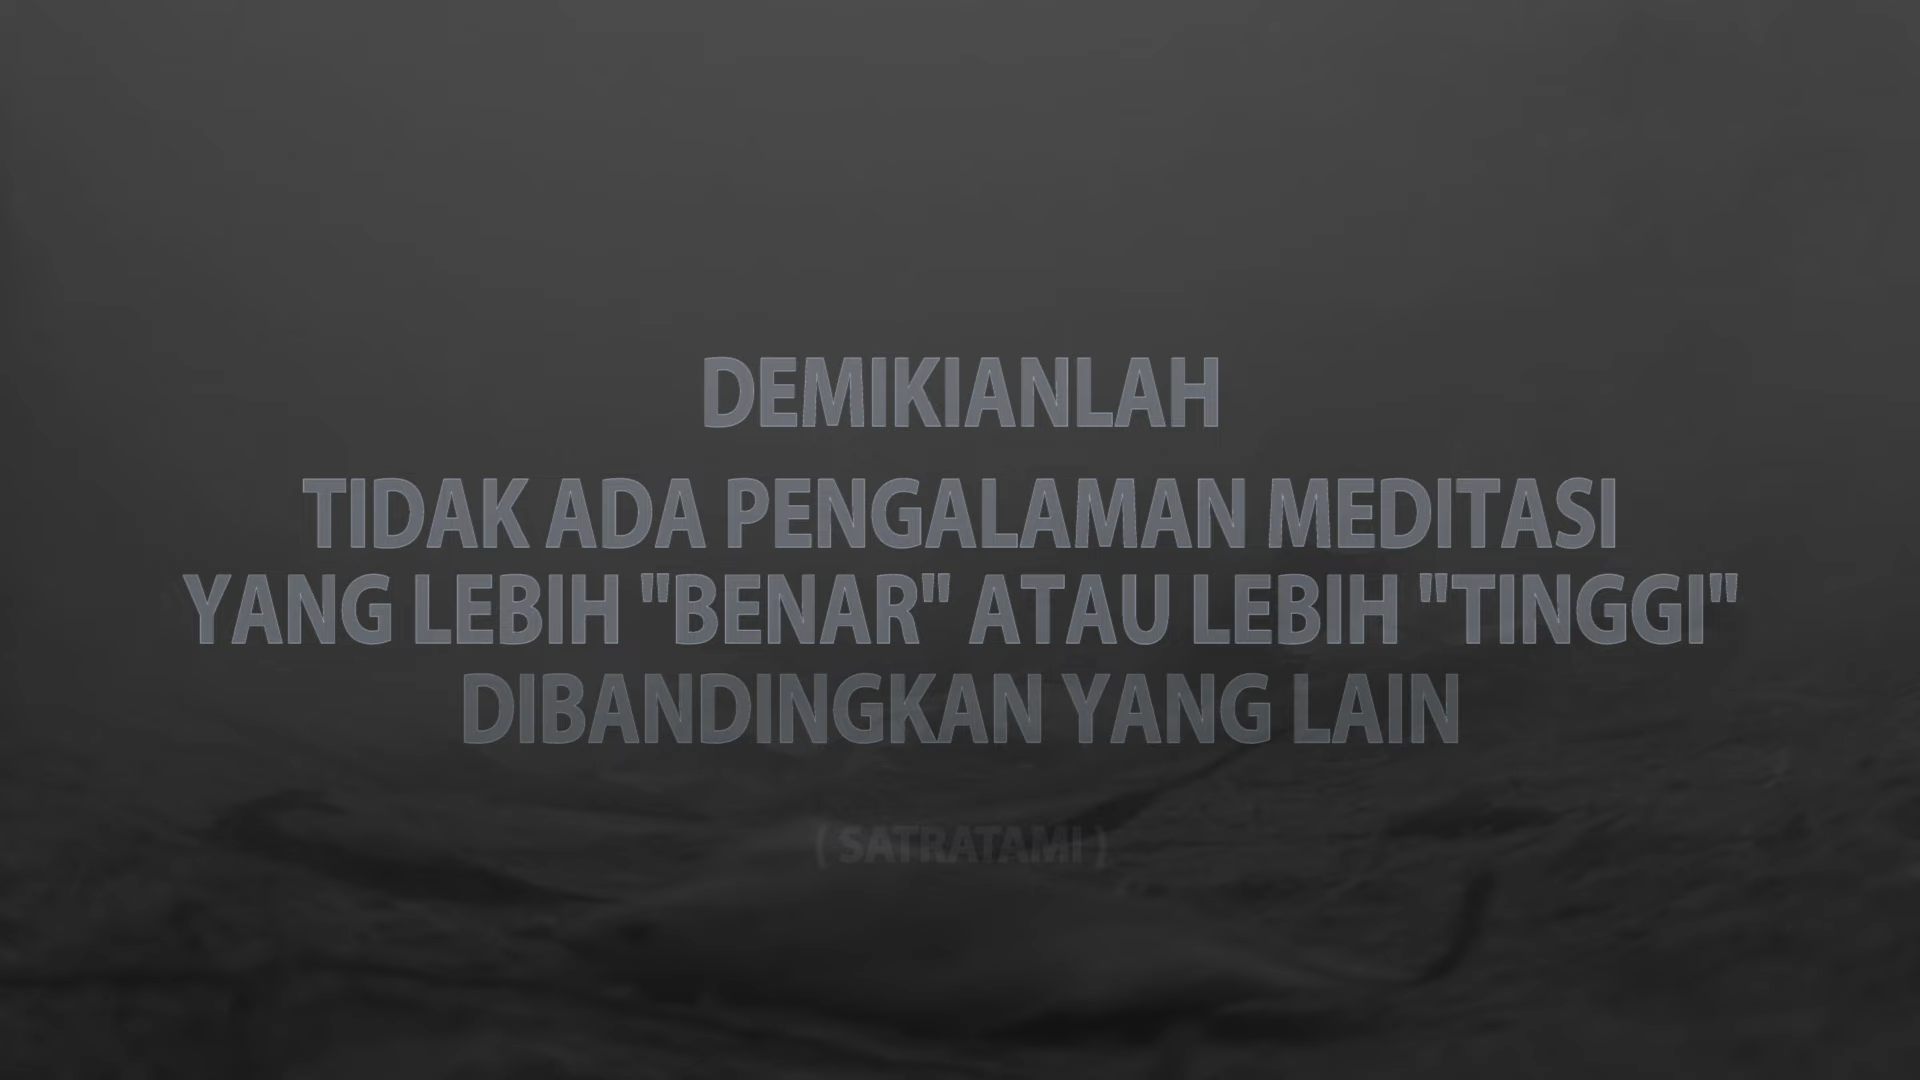 DEMIKIANLAH
TIDAK ADA PENGALAMAN MEDITASI
YANG LEBIH "BENAR" ATAU LEBIH "TINGGI"
DIBANDINGKAN YANG LAIN
( SATRATAMI )